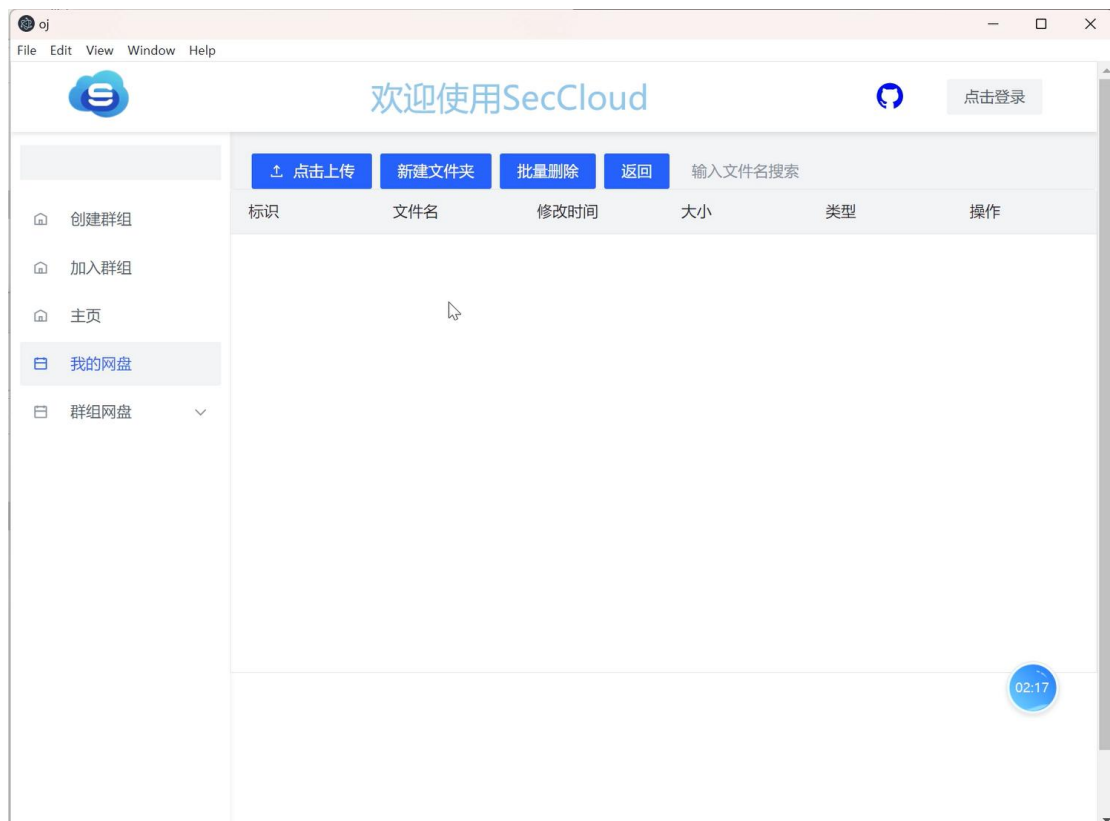 oj
File Edit View Window Help
S
欢迎使用SecCloud
点击登录
点击上传 新建文件夹 批量删除 返回 输入文件名搜索
标识 文件名 修改时间 大小 类型 操作
创建群组
加入群组
主页
我的网盘
群组网盘
02:17